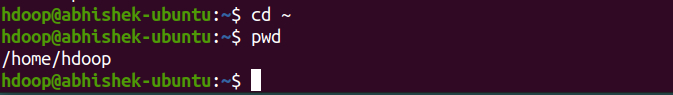 hdoop@abhishek-ubuntu:~$ cd ~
hdoop@abhishek-ubuntu:~$ pwd
/home/hdoop
hdoop@abhishek-ubuntu:~$